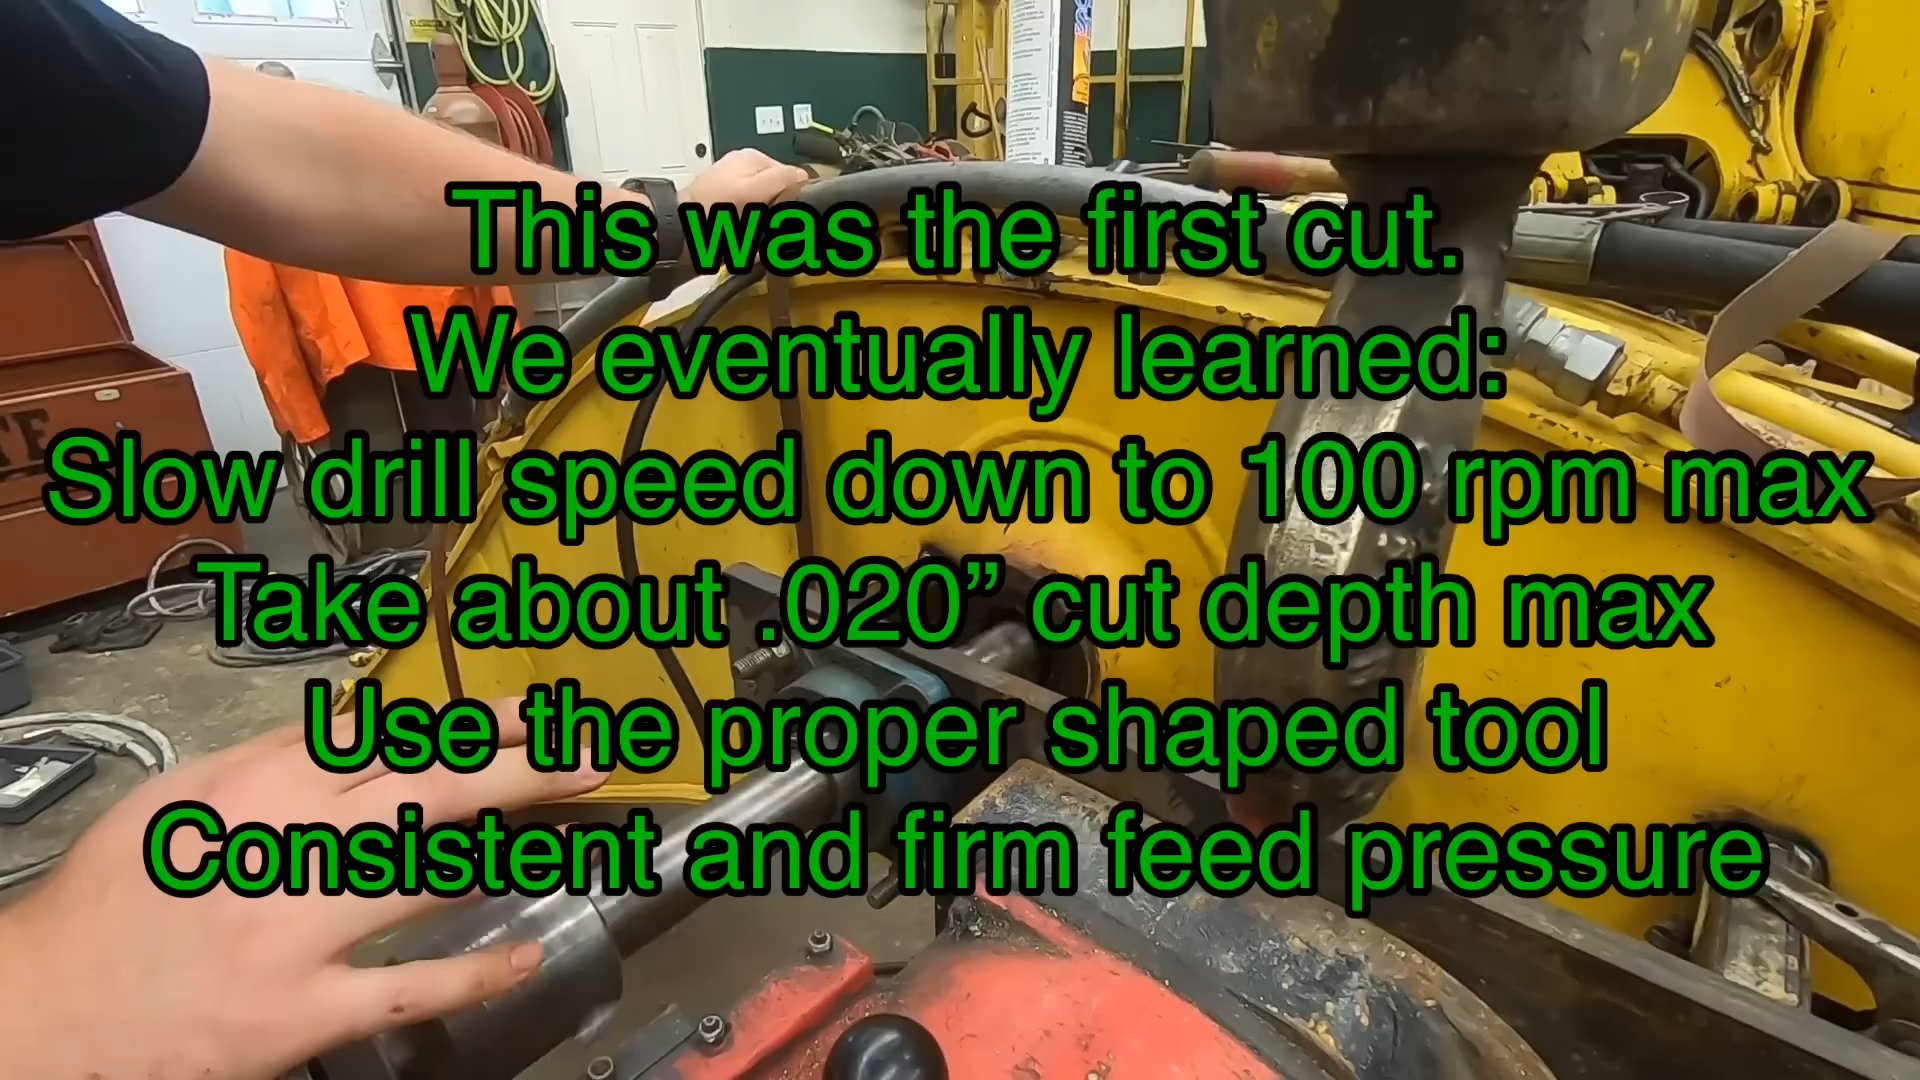 This was the first cut.
We eventually learned:
Slow drill speed down to 100 rpm max
Take about .020” cut depth max
Use the proper shaped tool
Consistent and firm feed pressure